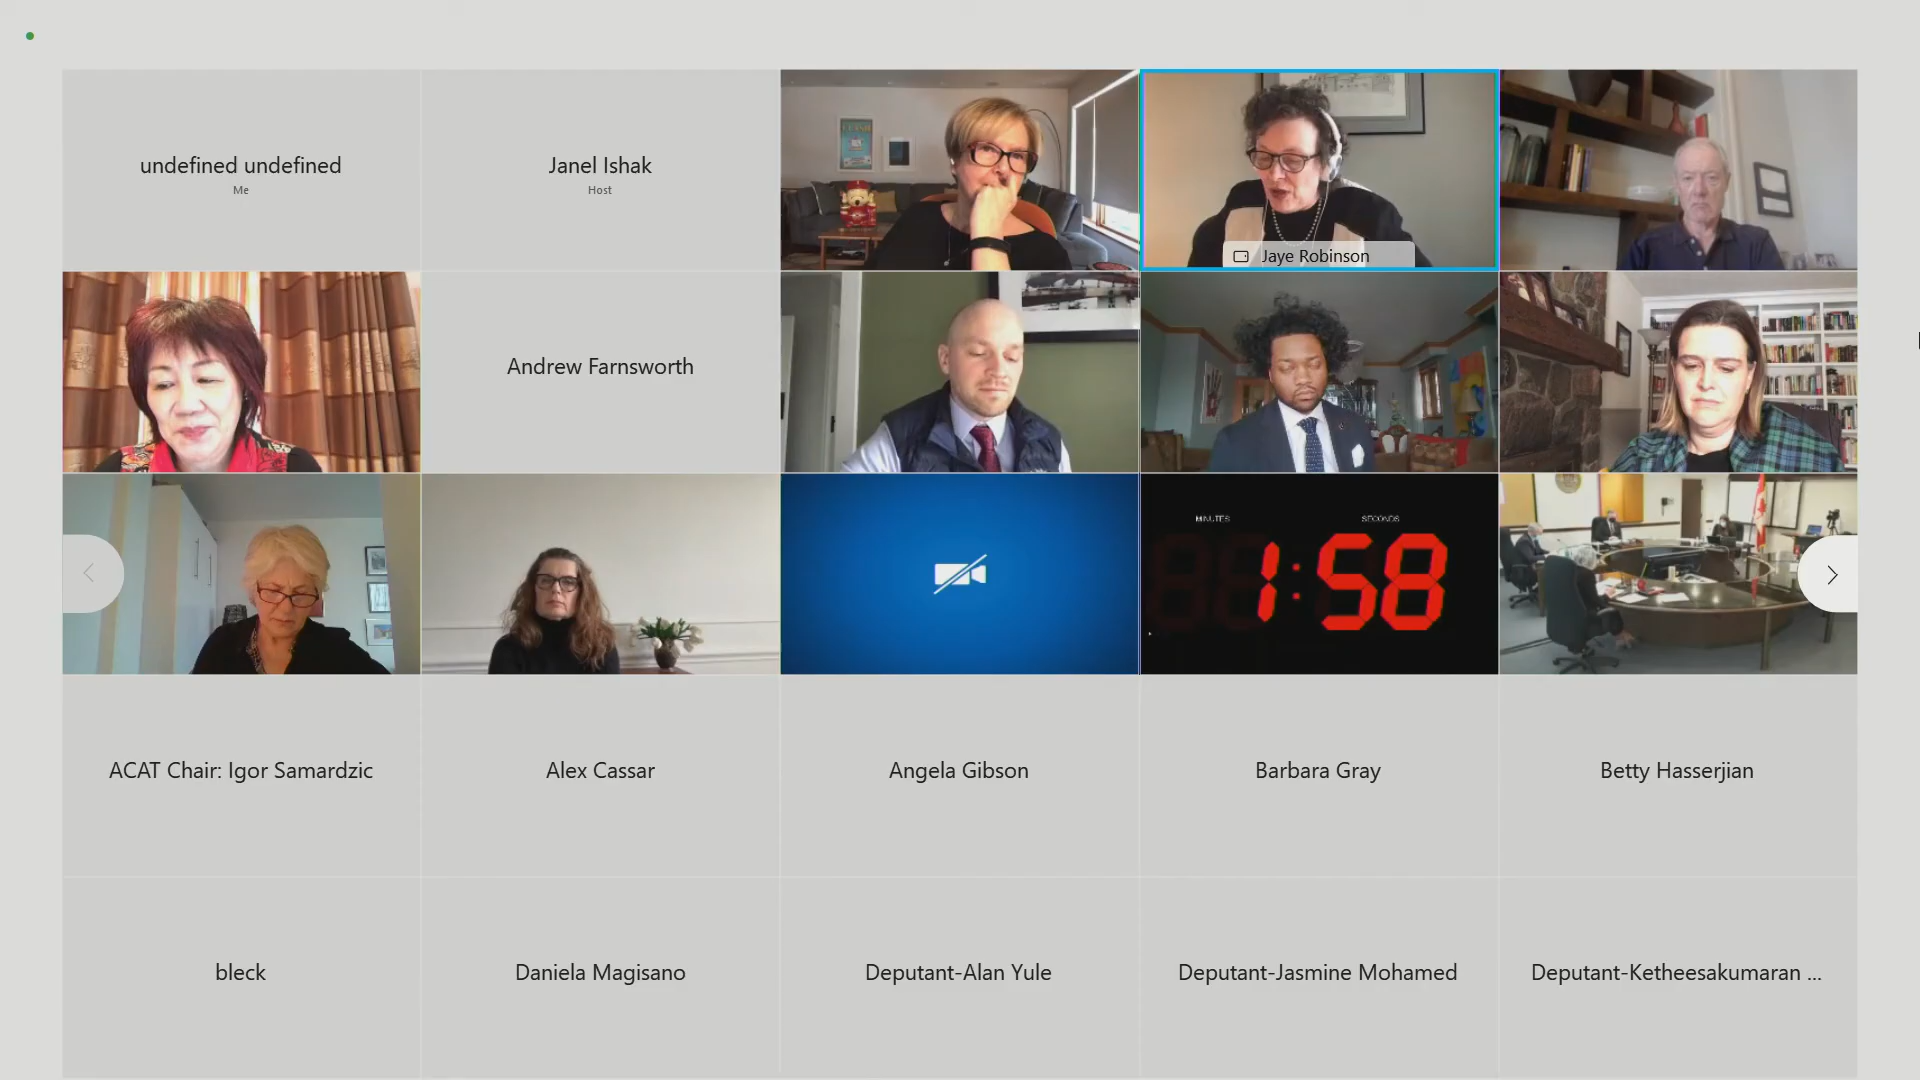 undefined undefined
Me
Janel Ishak
Host
Jaye Robinson
Andrew Farnsworth
MINUTES
SECONDS
1:58
ACAT Chair: Igor Samardzic
Alex Cassar
Angela Gibson
Barbara Gray
Betty Hasserjian
bleck
Daniela Magisano
Deputant-Alan Yule
Deputant-Jasmine Mohamed
Deputant-Ketheesakumaran ...